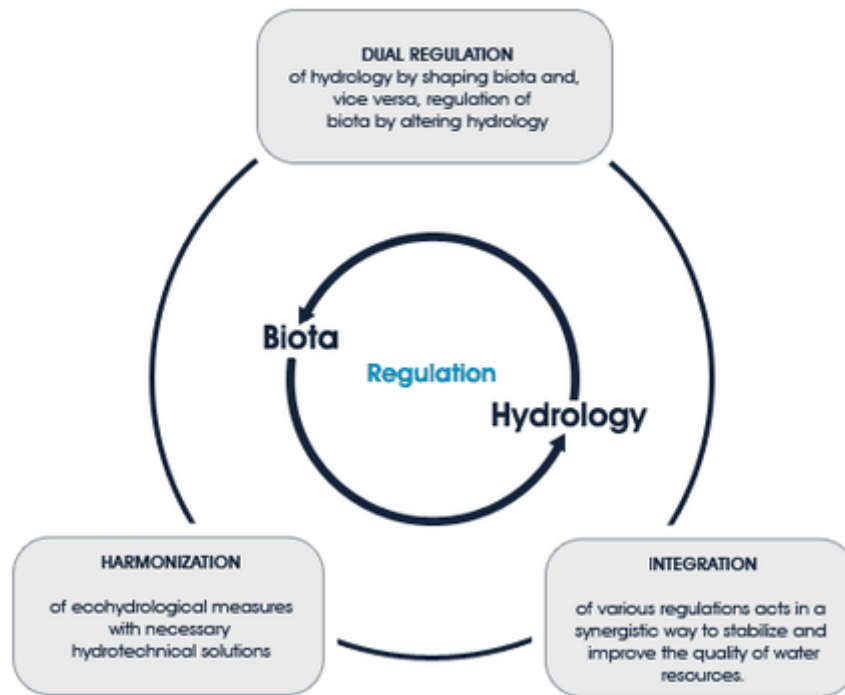 DUAL REGULATION
of hydrology by shaping biota and,
vice versa, regulation of
biota by altering hydrology
Biota
Regulation
Hydrology
HARMONIZATION
of ecohydrological measures
with necessary
hydrotechnical solutions
INTEGRATION
of various regulations acts in a
synergistic way to stabilize and
improve the quality of water
resources.